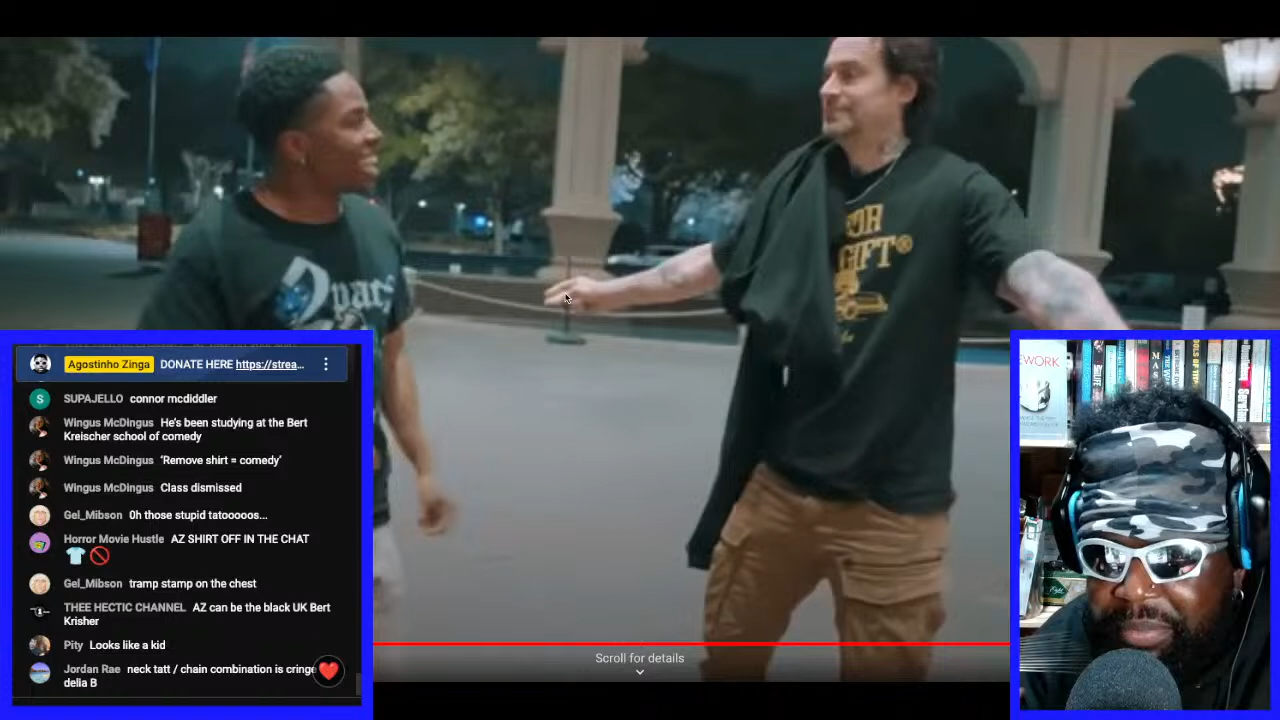 OR
GIFT®
Agostinho Zinga DONATE HERE https://strea...
SUPAJELLO connor mcdiddler
Wingus McDingus He's been studying at the Bert
Kreischer school of comedy
Wingus McDingus 'Remove shirt = comedy'
Wingus McDingus Class dismissed
Gel_Mibson 0h those stupid tatooooos...
Horror Movie Hustle AZ SHIRT OFF IN THE CHAT
Gel_Mibson tramp stamp on the chest
THEE HECTIC CHANNEL AZ can be the black UK Bert
Krisher
Pity Looks like a kid
Jordan Rae neck tatt / chain combination is cringe
delia B
Scroll for details
WORK